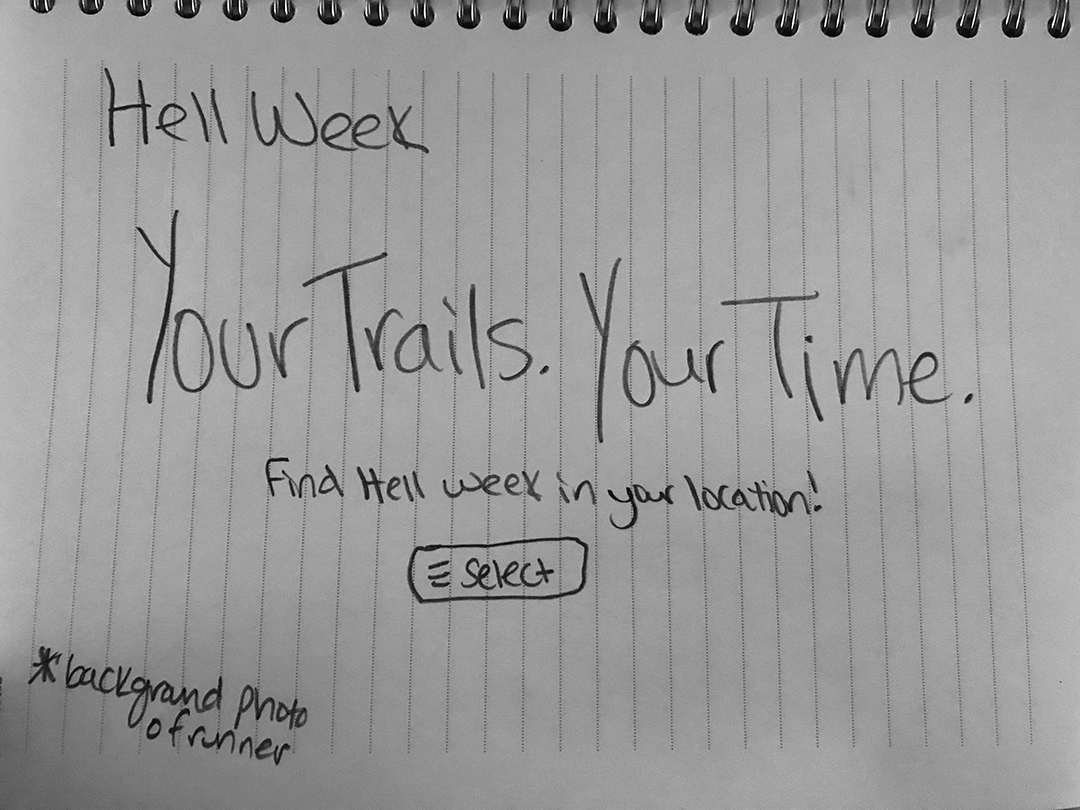 Hell Week
Your Trails. Your Time.
Find Hell week in your location!
Select
*background photo
of runner